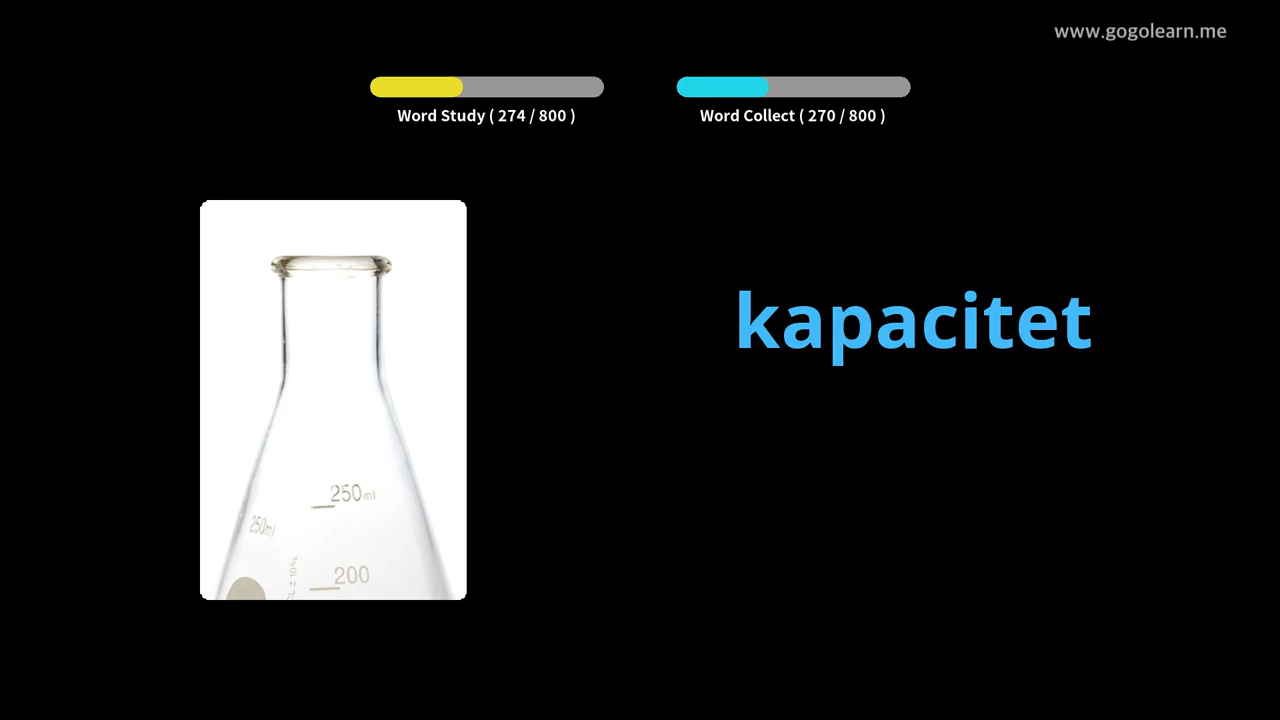 www.gogolearn.me
Word Study ( 274 / 800 )
Word Collect ( 270 / 800 )
kapacitet
250ml
250ml
200